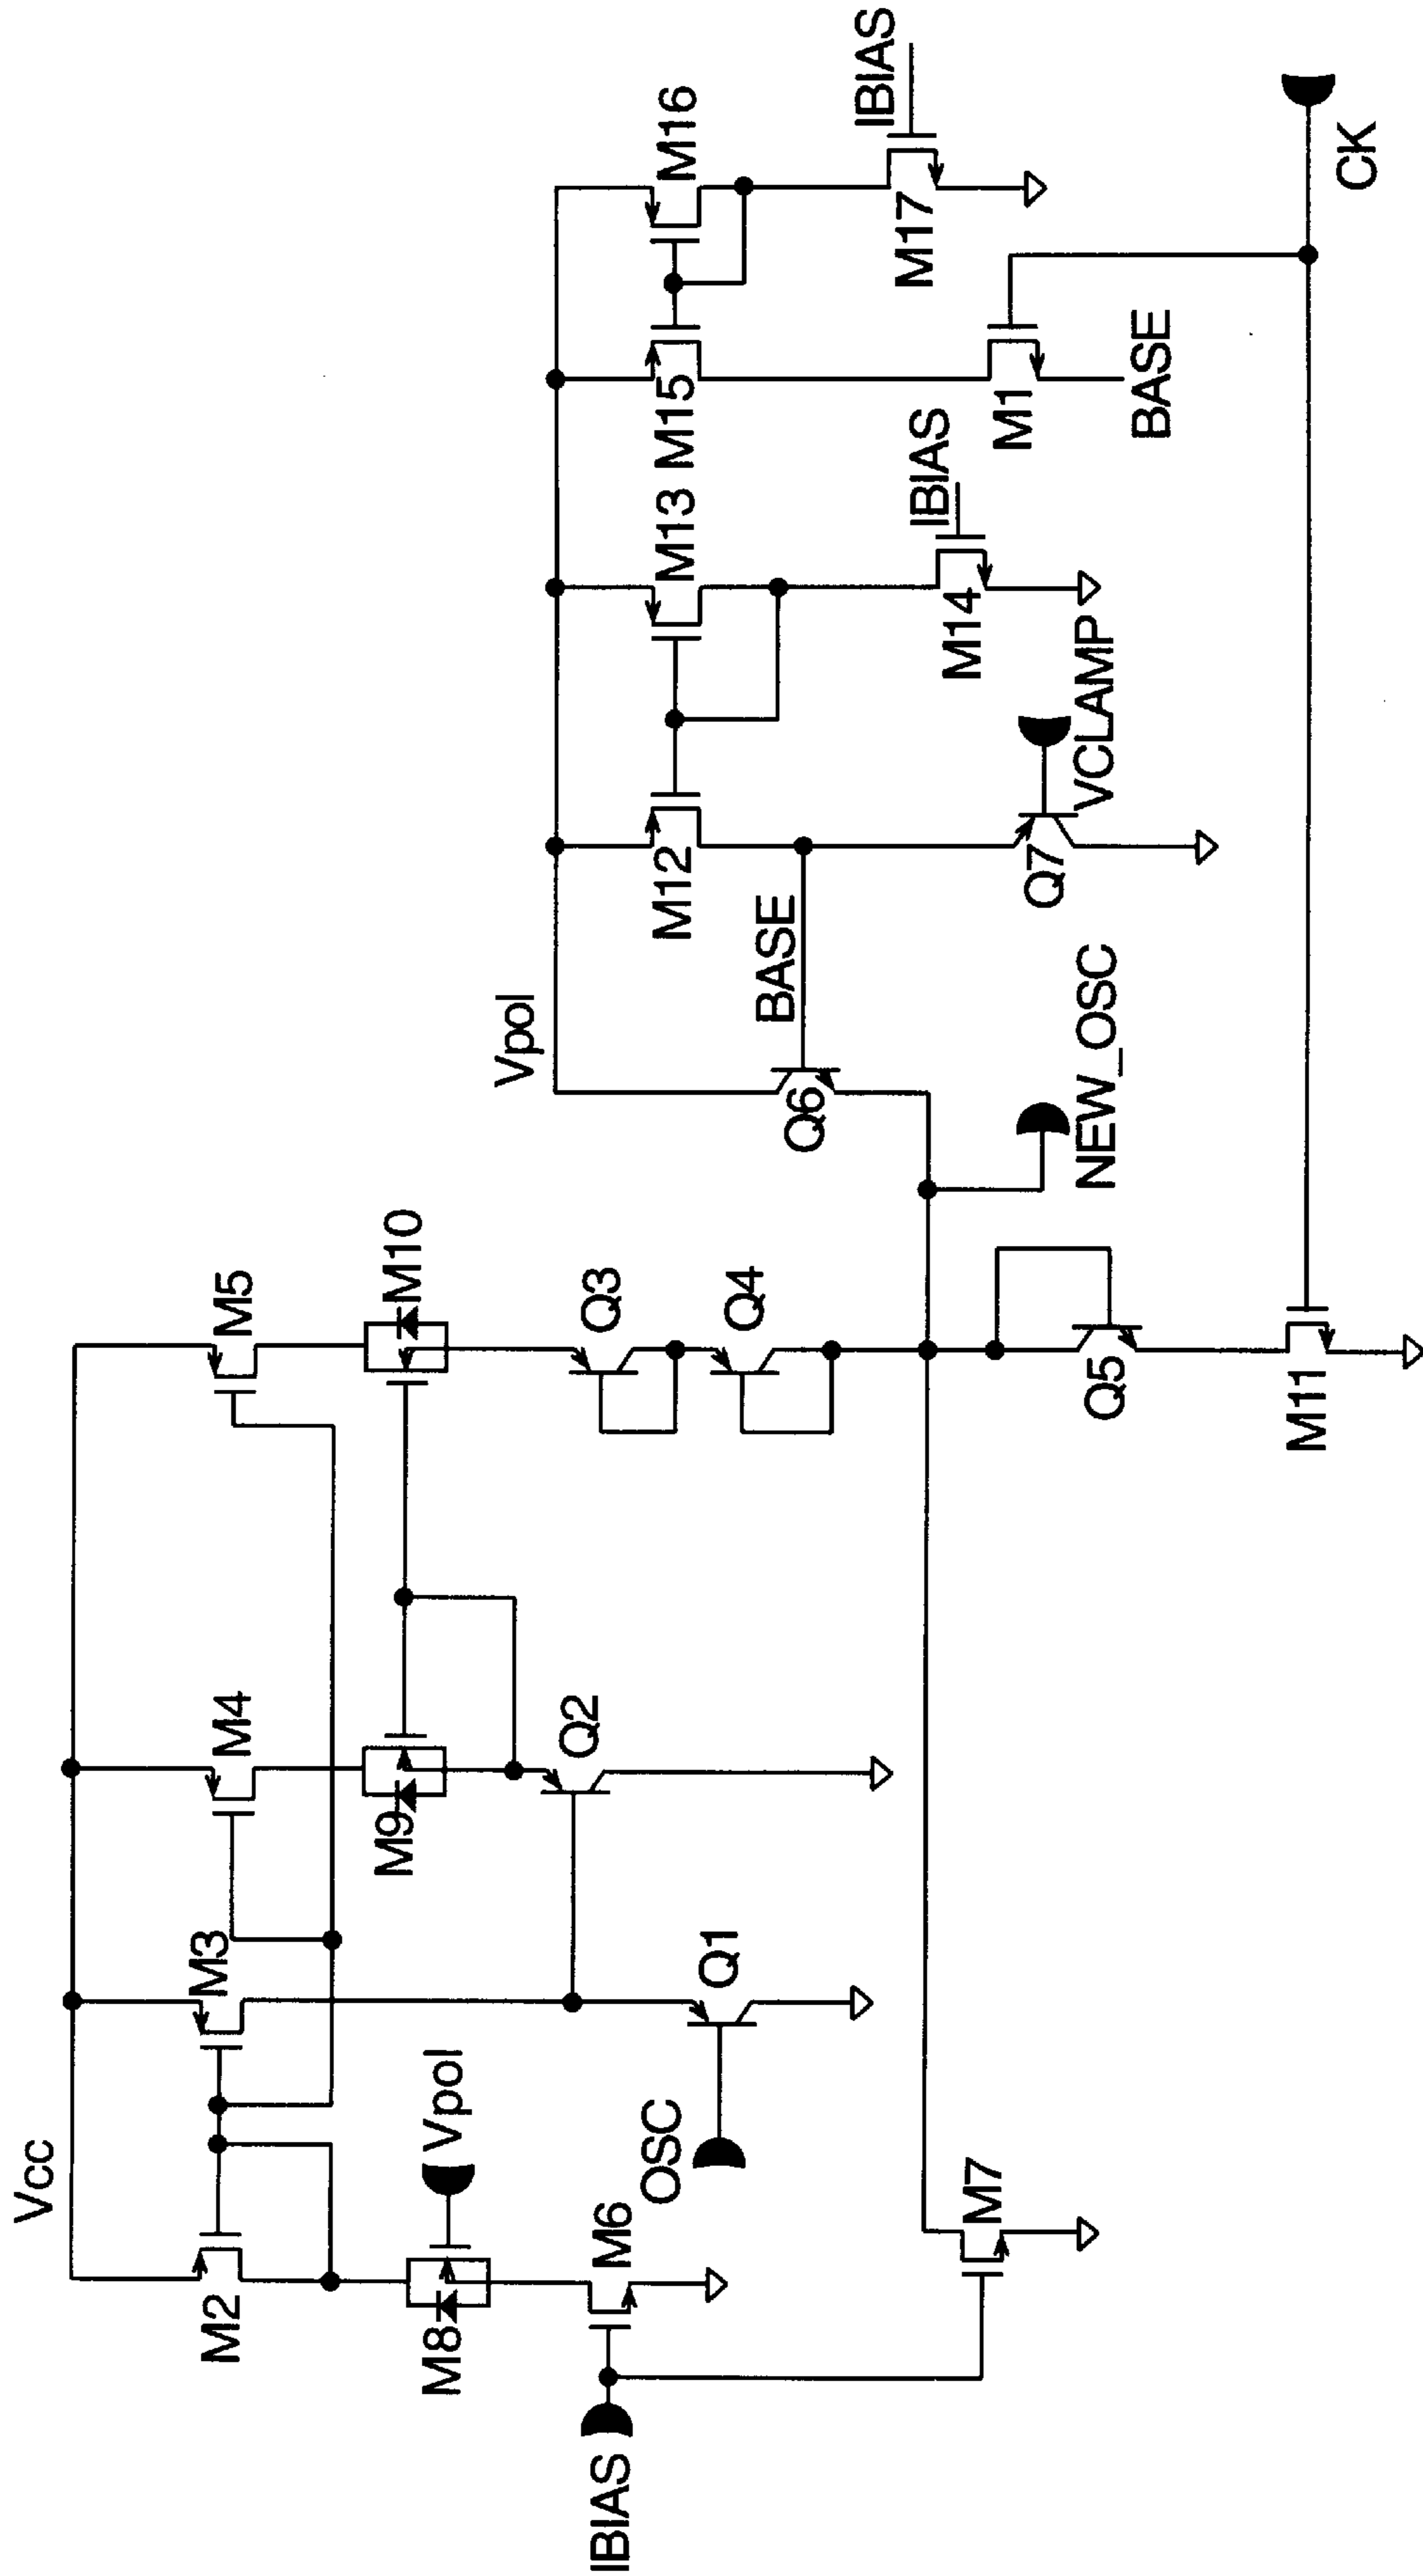 Vcc
M2
M3
M4
M5
M8
Vpol
M9
M10
IBIAS
M6
OSC
Q1
Q2
Q3
Q4
M7
Q5
M11
NEW_OSC
Vpol
Q6
BASE
M12
M13
M15
M16
Q7
VCLAMP
M14
IBIAS
M1
BASE
M17
IBIAS
CK